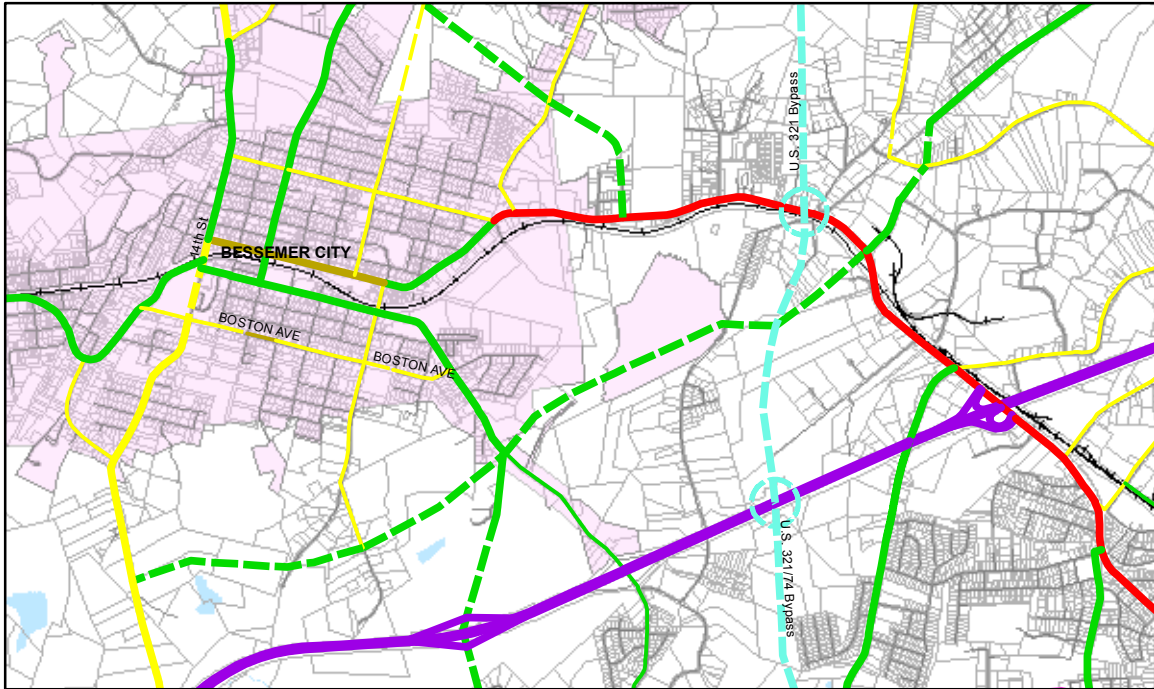 U.S. 321 Bypass
14th St
BESSEMER CITY
BOSTON AVE
BOSTON AVE
U.S. 321/74 Bypass